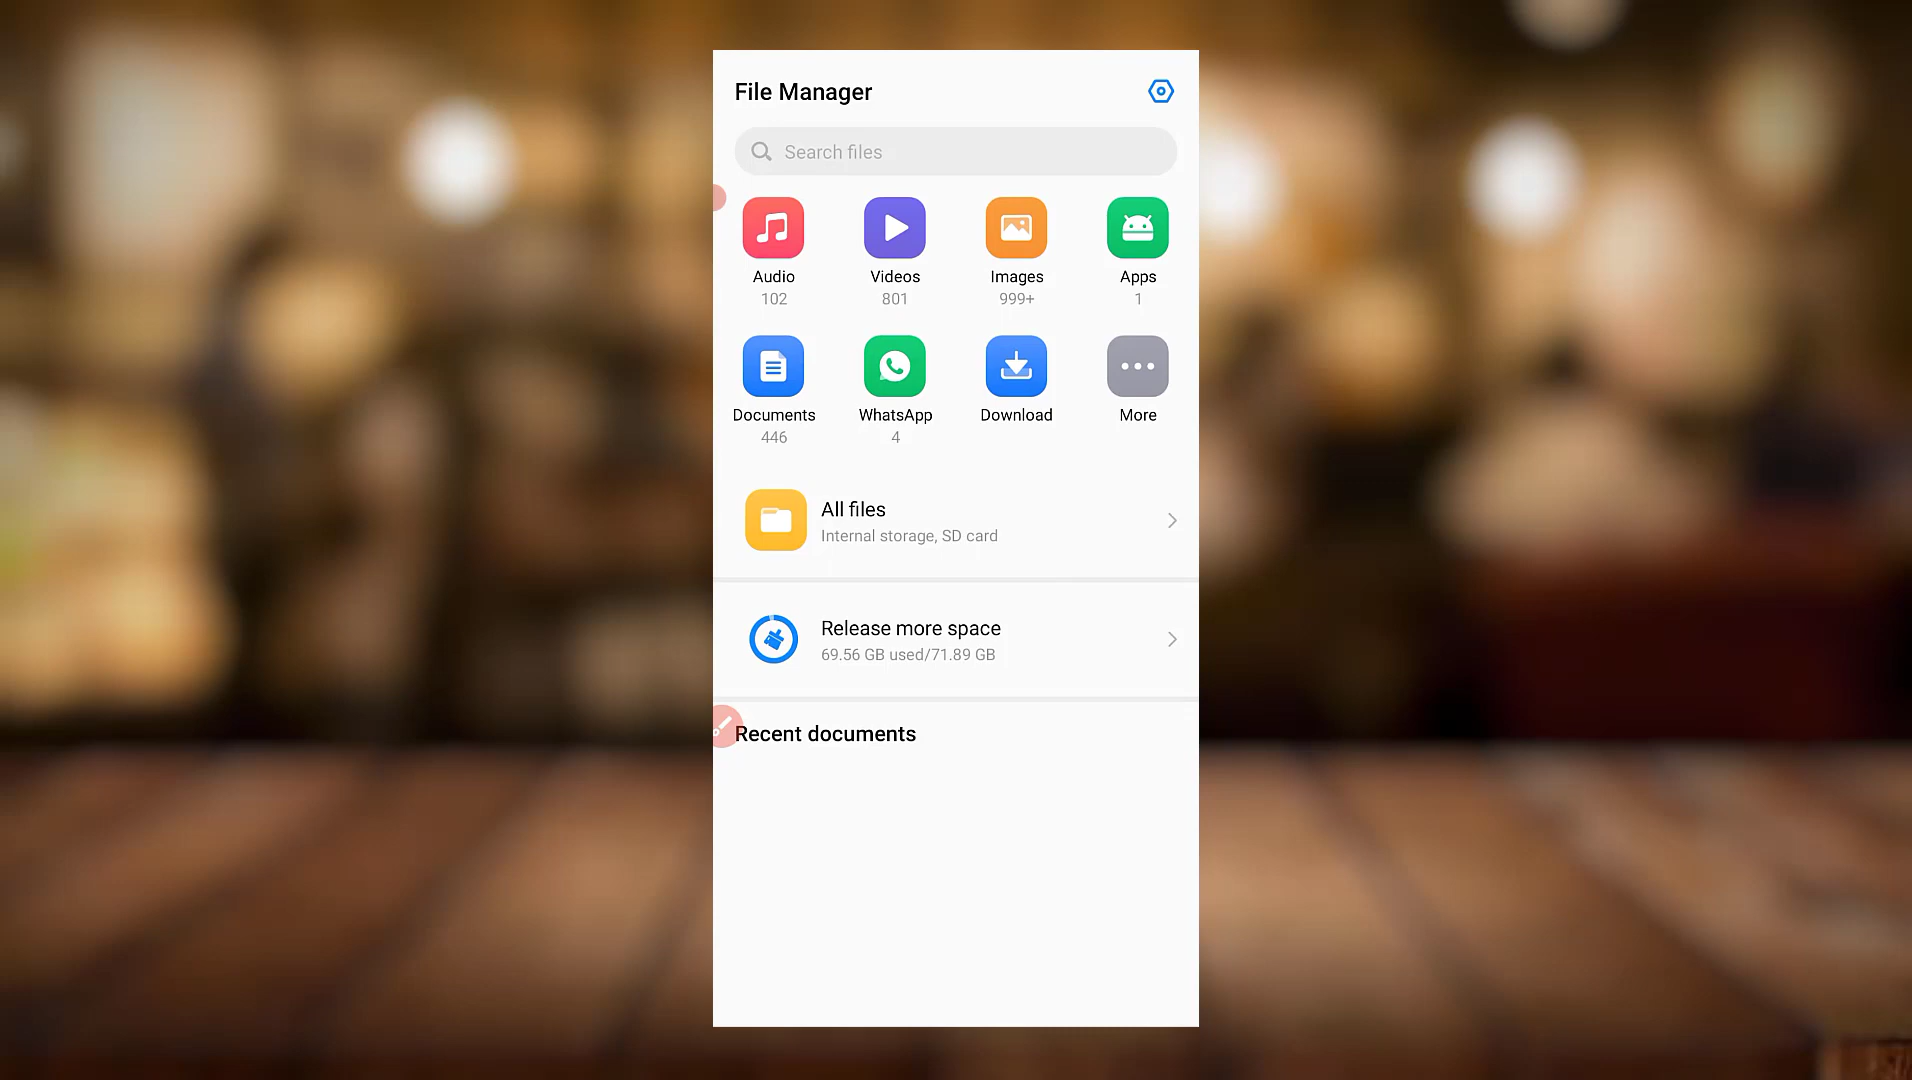 File Manager
Search files
Audio
102
Videos
801
Images
999+
Apps
1
Documents
446
WhatsApp
4
Download
More
All files
Internal storage, SD card
Release more space
69.56 GB used/71.89 GB
Recent documents